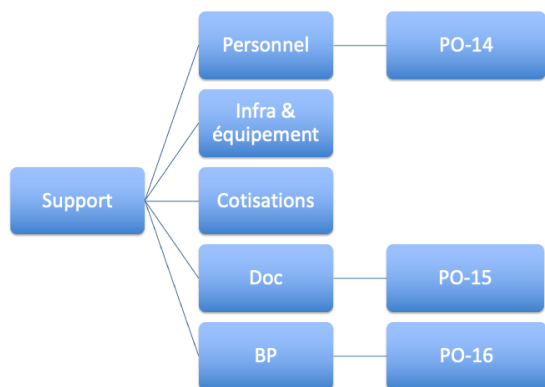 Personnel
PO-14
Infra &
équipement
Support
Cotisations
Doc
PO-15
BP
PO-16